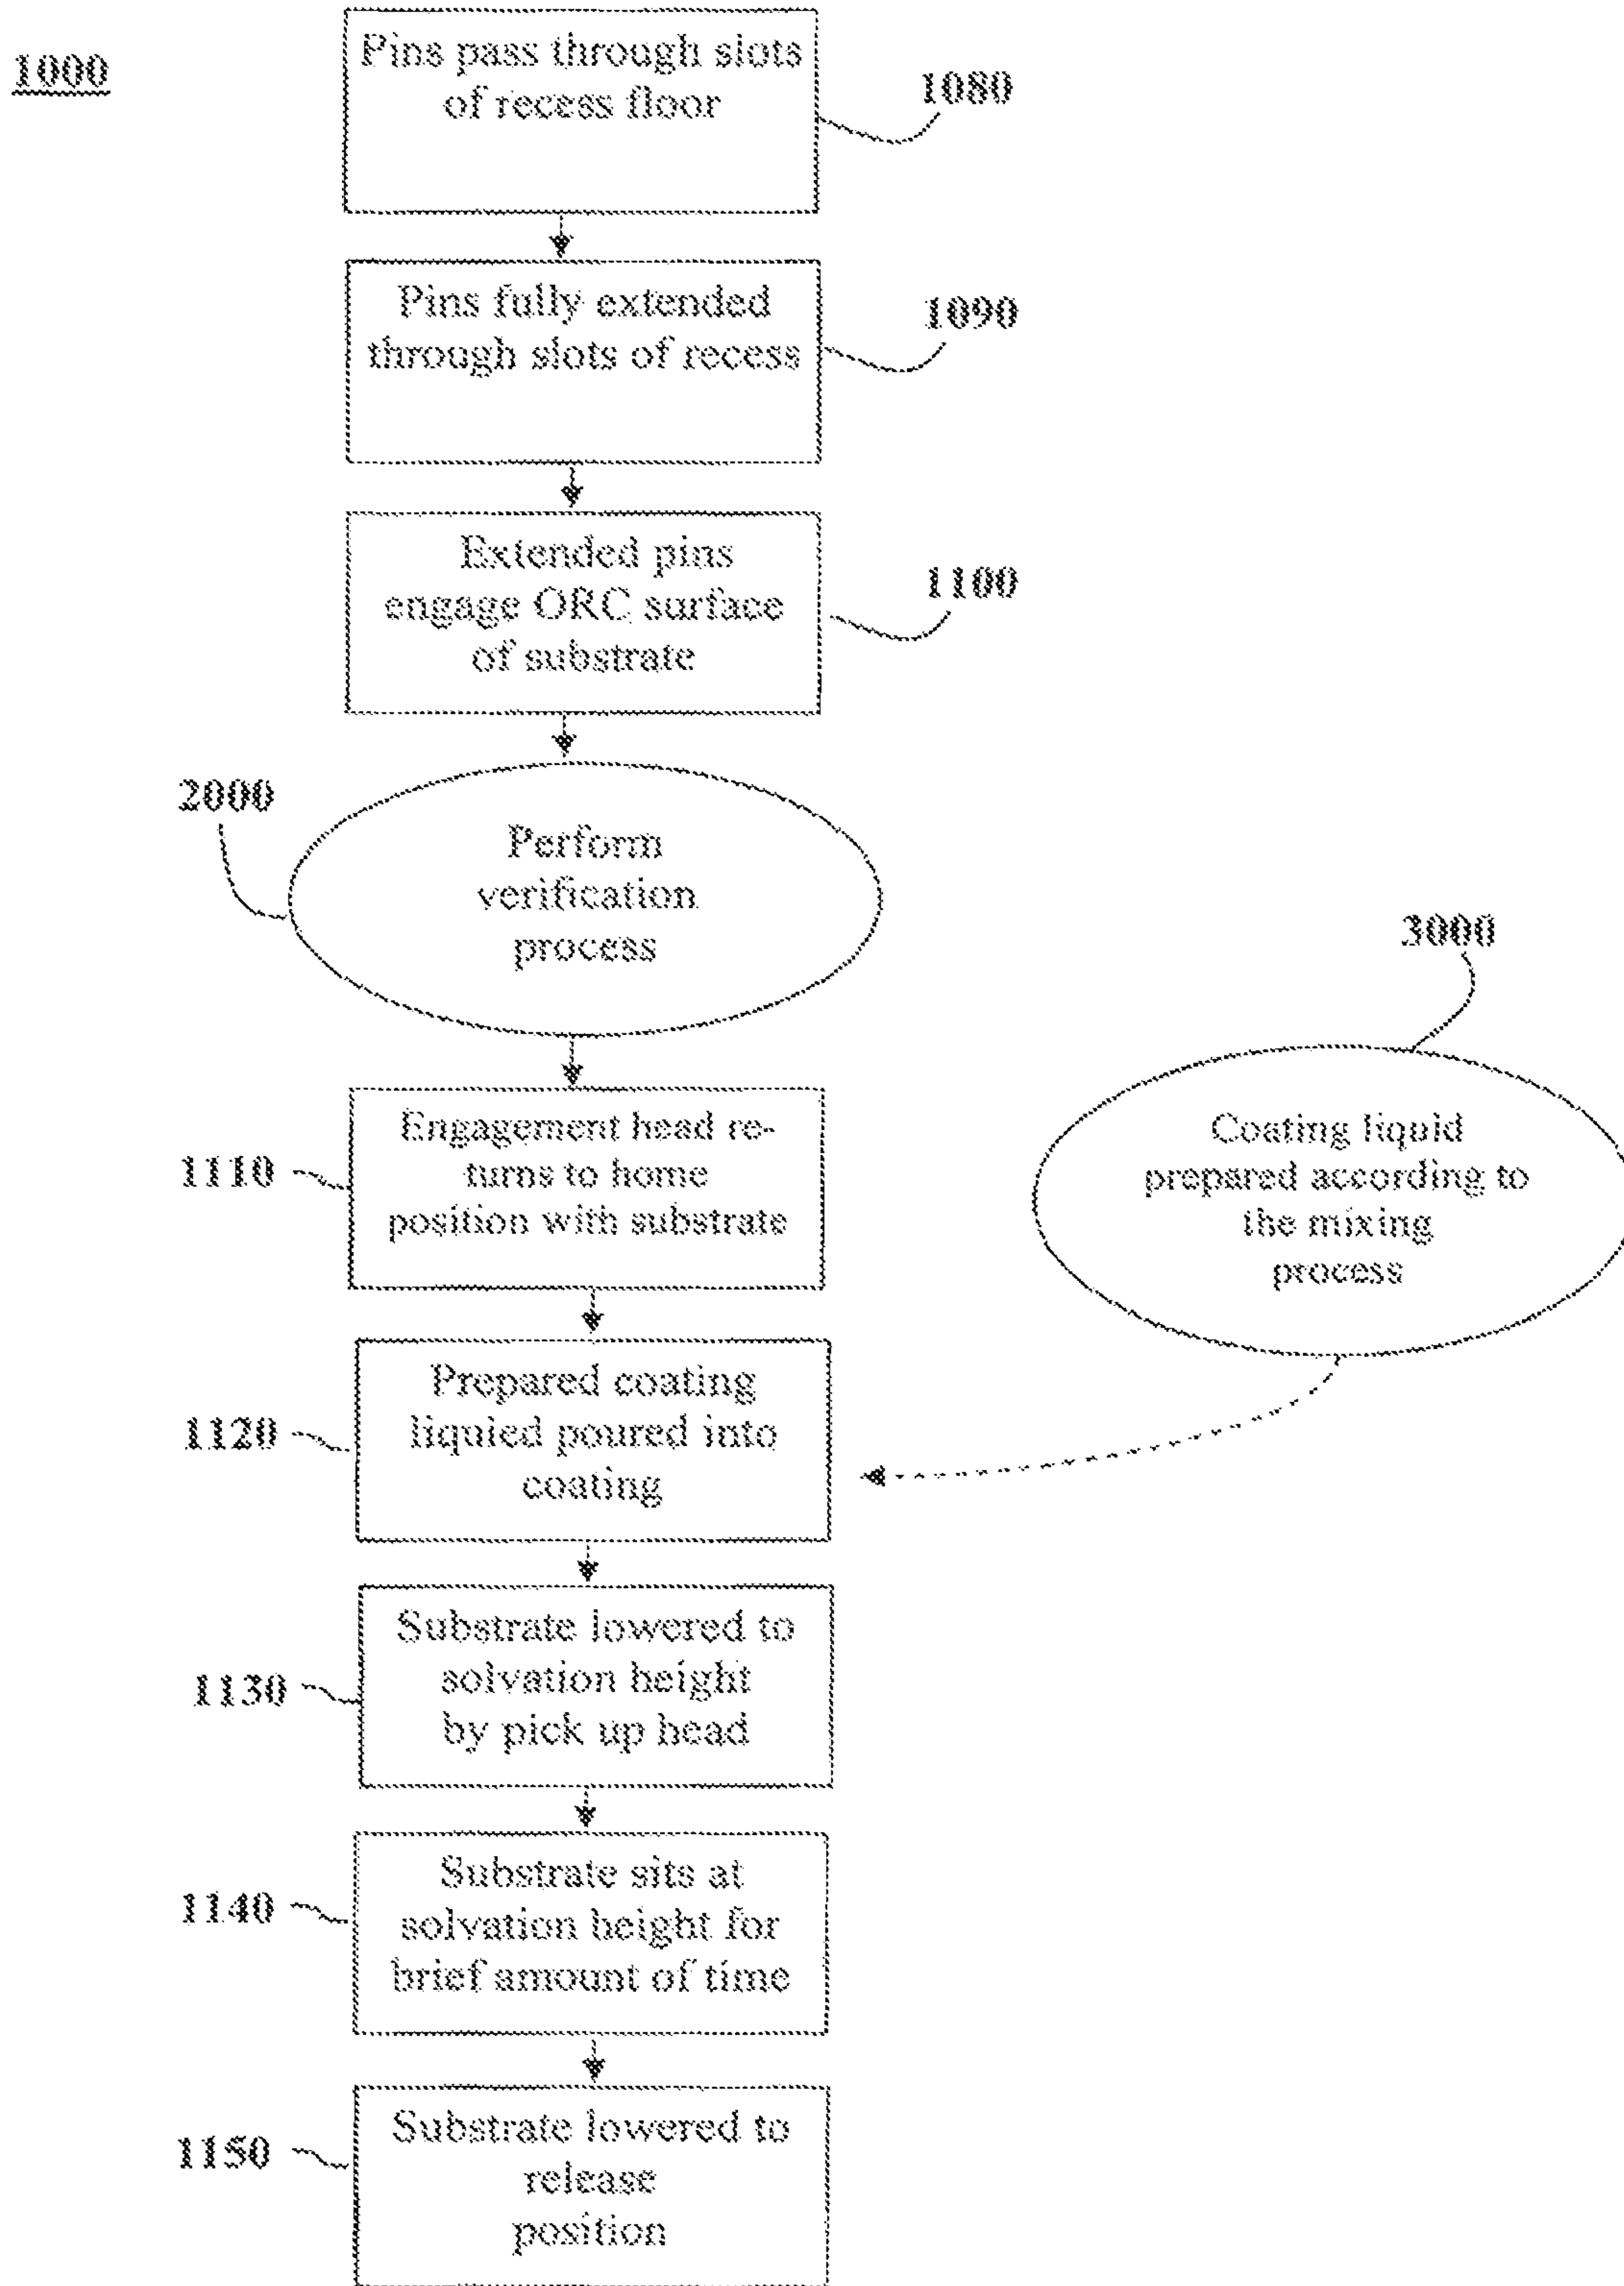 1000
Pins pass through slots
of recess floor
1080
Pins fully extended
through slots of recess
1090
Extended pins
engage ORC surface
of substrate
1100
2000
Perform
verification
process
3000
Coating liquid
prepared according to
the mixing
process
1110
Engagement head re-
turns to home
position with substrate
1120
Prepared coating
liquied poured into
coating
1130
Substrate lowered to
solvation height
by pick up head
1140
Substrate sits at
solvation height for
brief amount of time
1150
Substrate lowered to
release
position